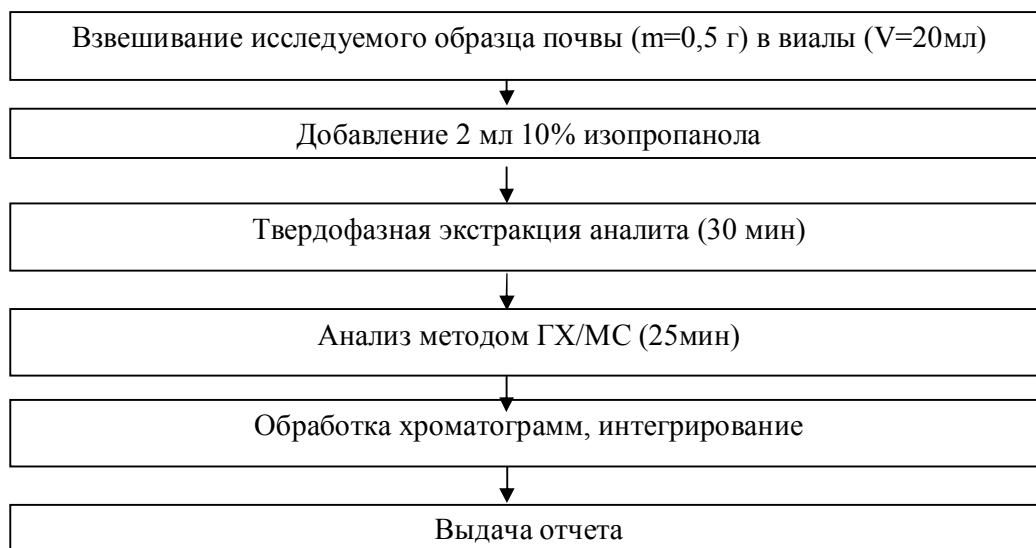 Взвешивание исследуемого образца почвы (m=0,5 г) в виалы (V=20мл)
Добавление 2 мл 10% изопропанола
Твердофазная экстракция аналита (30 мин)
Анализ методом ГХ/МС (25мин)
Обработка хроматограмм, интегрирование
Выдача отчета